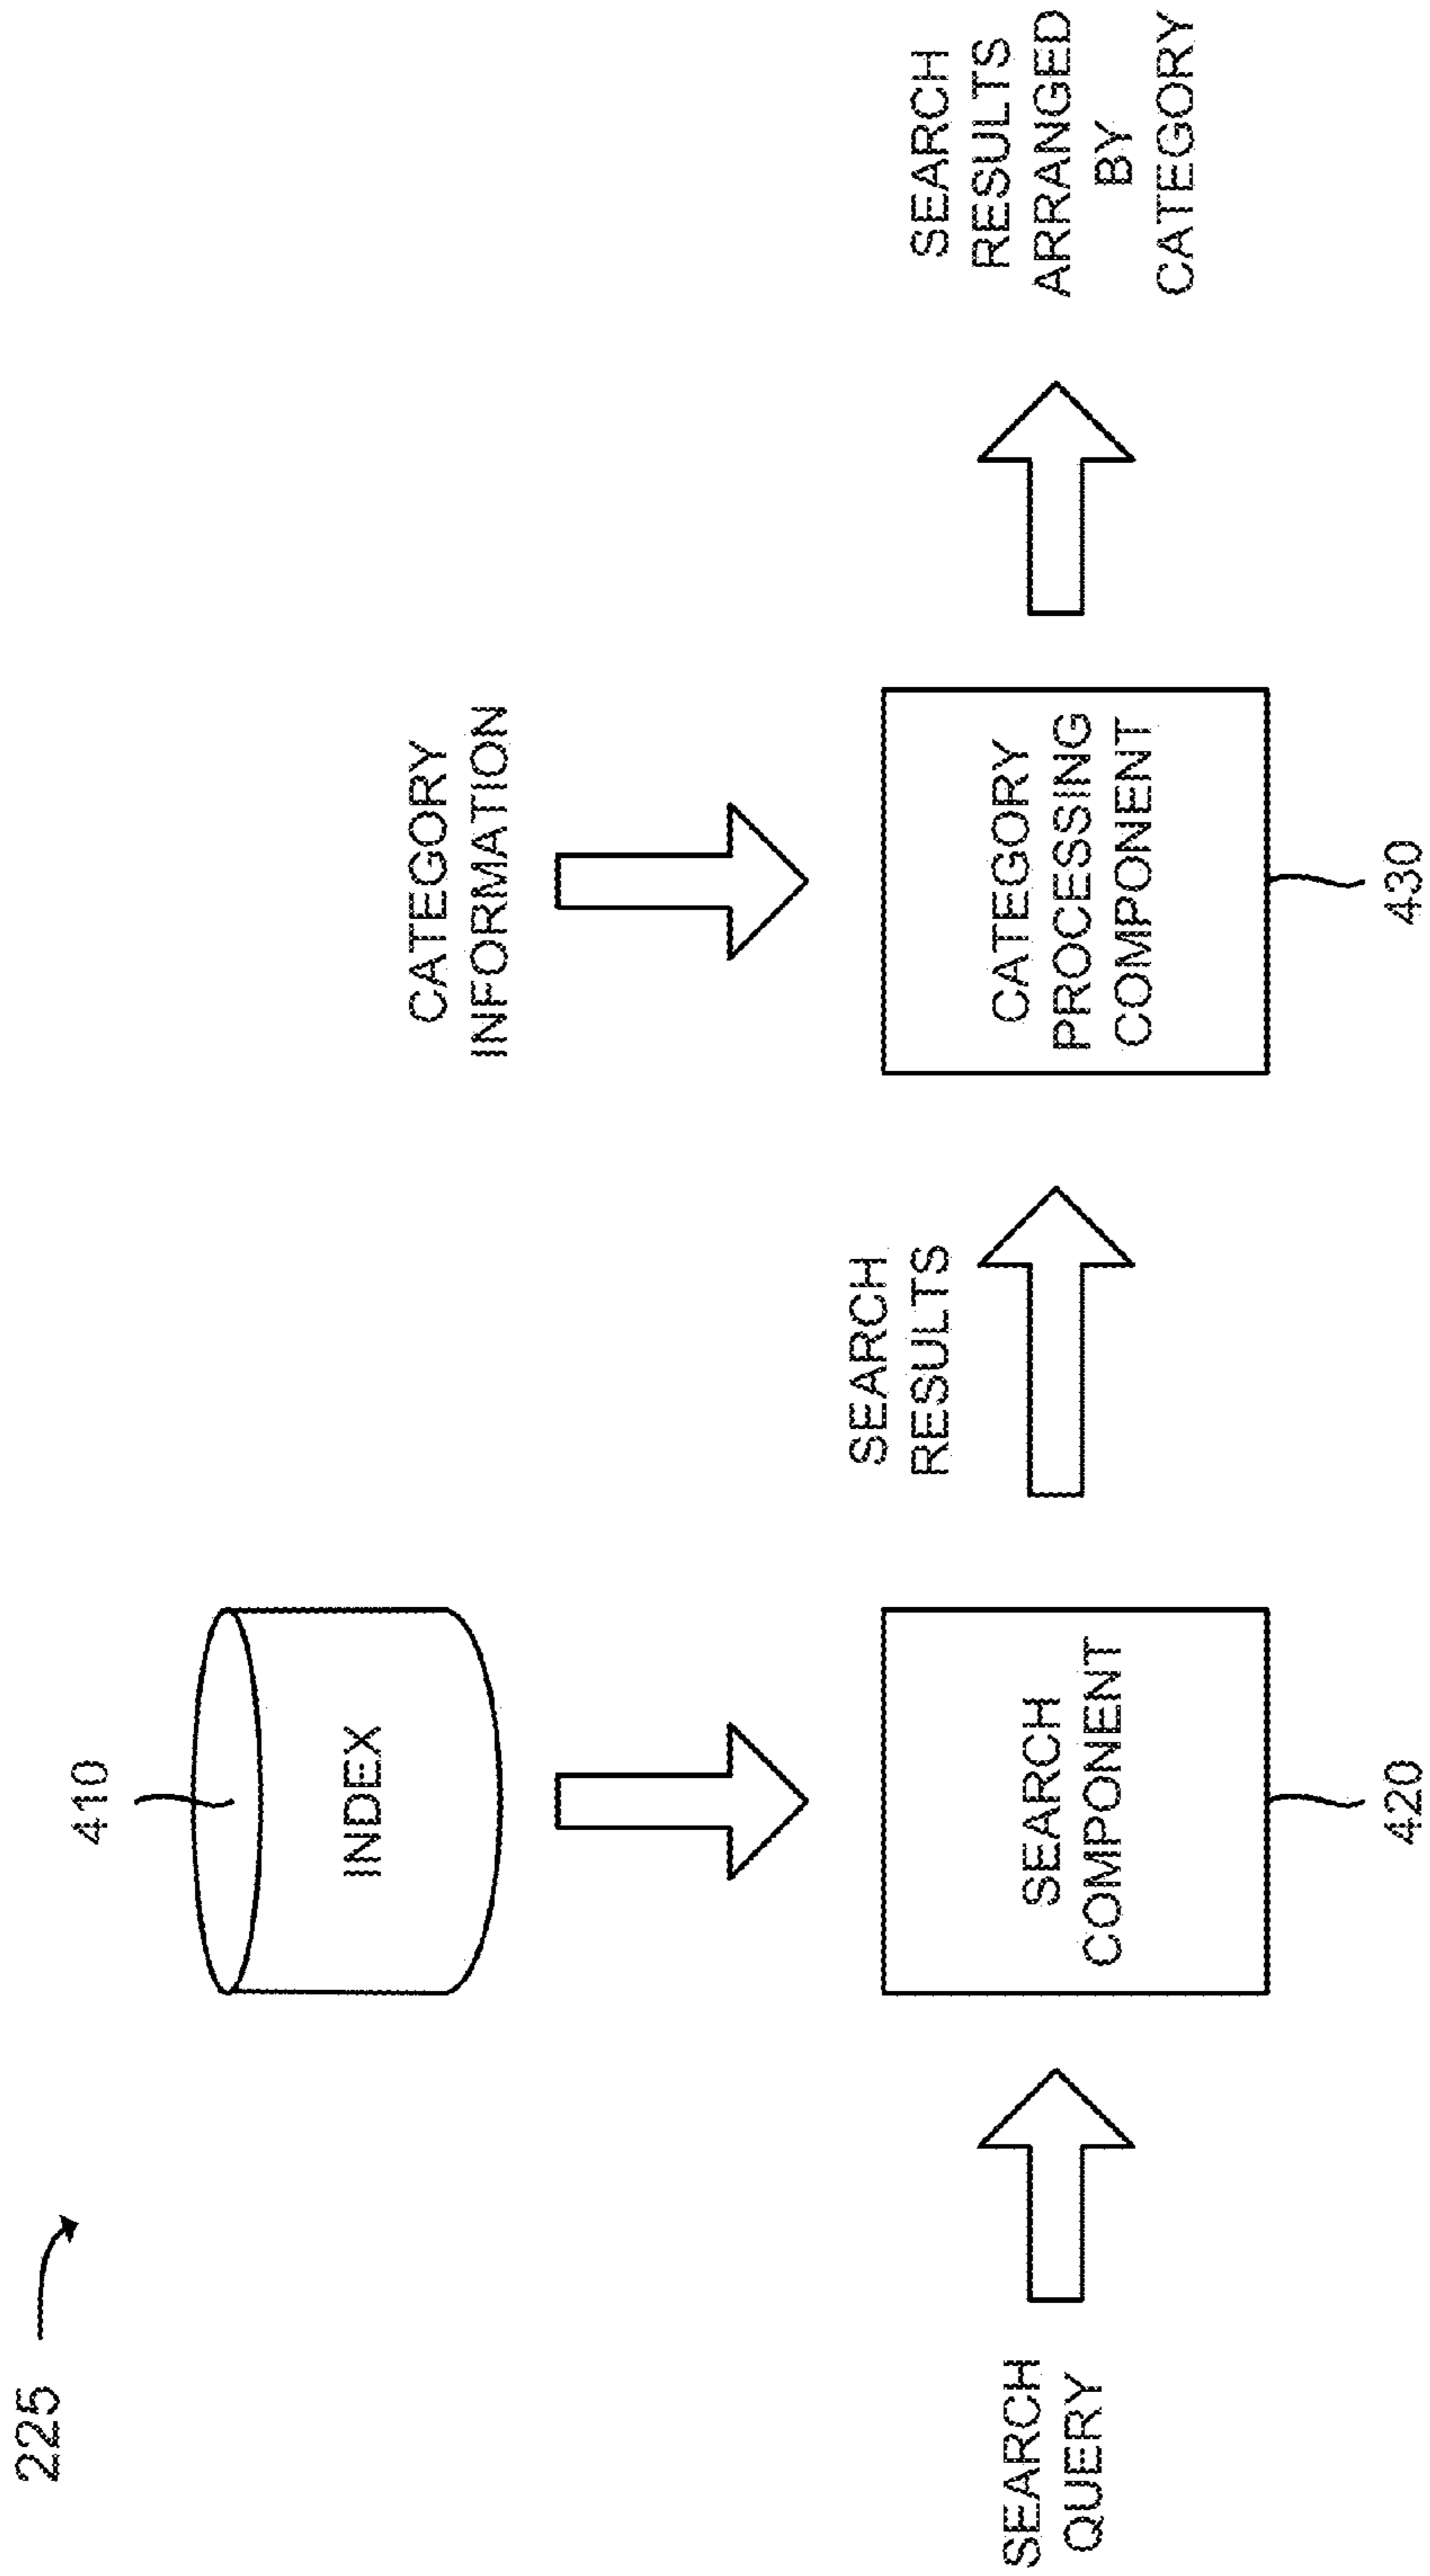 225
410
INDEX
CATEGORY
INFORMATION
SEARCH
QUERY
SEARCH
COMPONENT
420
SEARCH
RESULTS
CATEGORY
PROCESSING
COMPONENT
430
SEARCH
RESULTS
ARRANGED
BY
CATEGORY